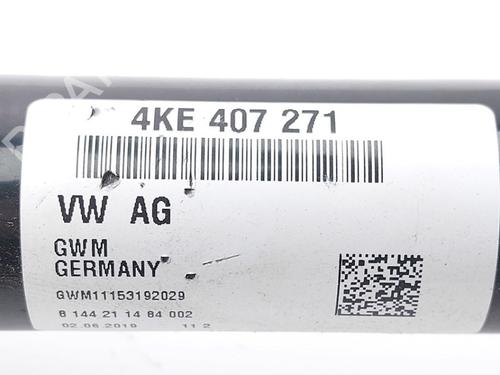 4KE 407 271
VW AG
GWM
GERMANY
GWM11153192029
8 144 21 14 84 002
02.06.2019 11 2